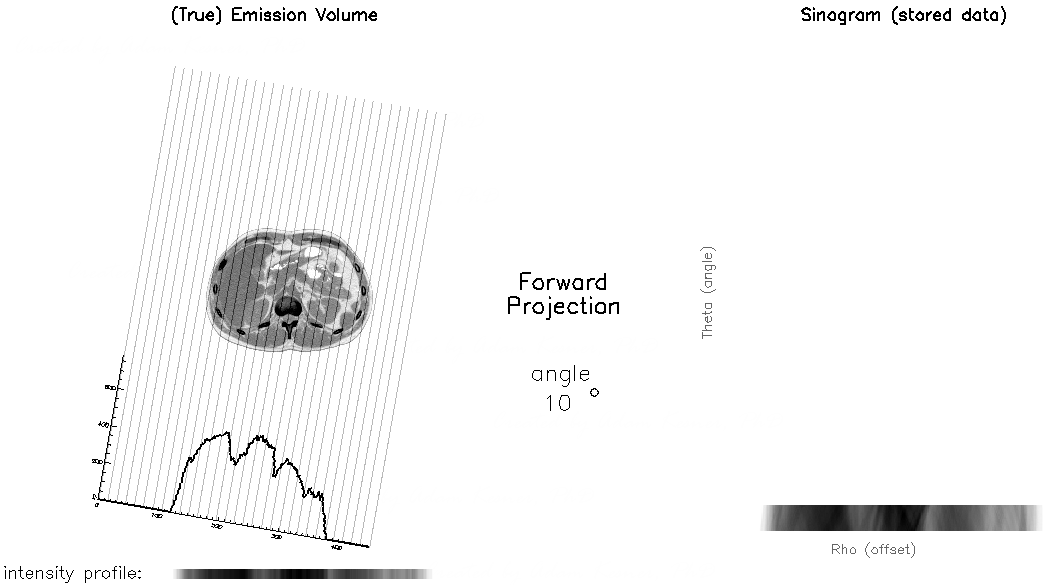 (True) Emission Volume
Sinogram (stored data)
Forward
Projection
Theta (angle)
angle
10 °
400
200
0
0
100
200
300
400
Rho (offset)
intensity profile: